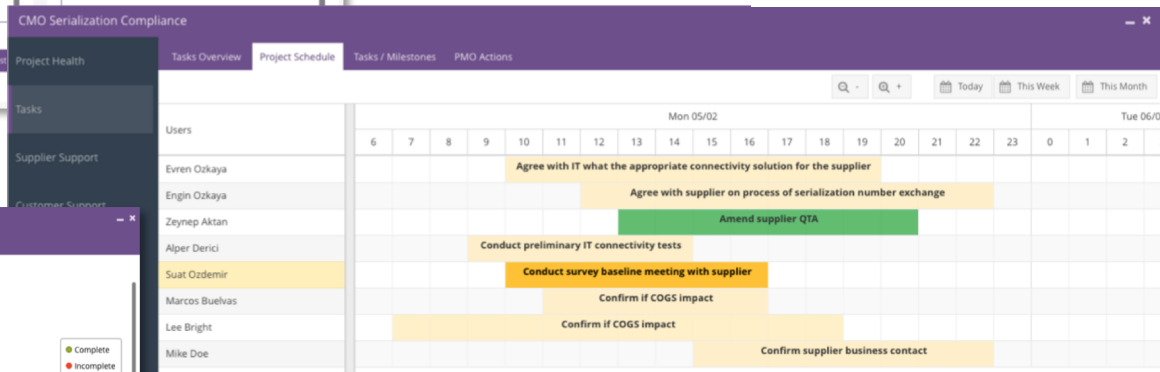 CMO Serialization Compliance
Project Health
Tasks
Supplier Support
Customer Support
Tasks Overview
Project Schedule
Tasks / Milestones
PMO Actions
-
+
Today
This Week
This Month
Users
Mon 05/02
Tue 06/0
6 7 8 9 10 11 12 13 14 15 16 17 18 19 20 21 22 23 0 1 2
Evren Ozkaya
Agree with IT what the appropriate connectivity solution for the supplier
Engin Ozkaya
Agree with supplier on process of serialization number exchange
Zeynep Aktan
Amend supplier QTA
Alper Derici
Conduct preliminary IT connectivity tests
Suat Ozdemir
Conduct survey baseline meeting with supplier
Marcos Buelvas
Confirm if COGS impact
Lee Bright
Confirm if COGS impact
Mike Doe
Confirm supplier business contact
Complete
Incomplete